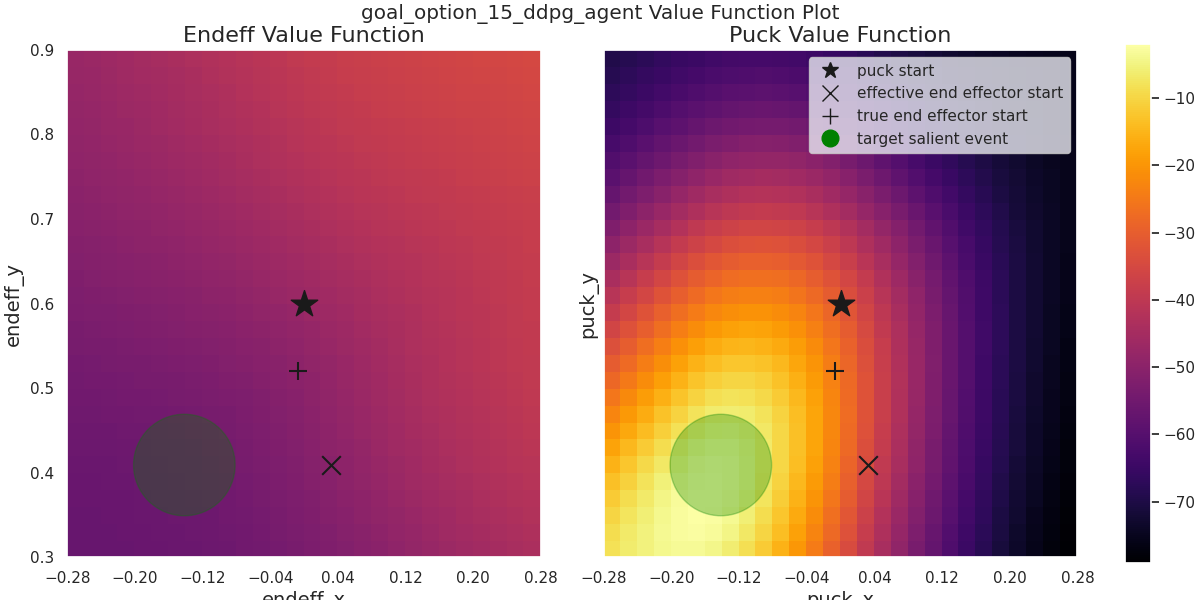 goal_option_15_ddpg_agent Value Function Plot
Endeff Value Function
Puck Value Function
puck start
effective end effector start
true end effector start
target salient event
endeff_y
0.9
0.8
0.7
0.6
0.5
0.4
0.3
−0.28 −0.20 −0.12 −0.04 0.04 0.12 0.20 0.28
endeff_x
puck_y
−0.28 −0.20 −0.12 −0.04 0.04 0.12 0.20 0.28
puck_x
−10
−20
−30
−40
−50
−60
−70